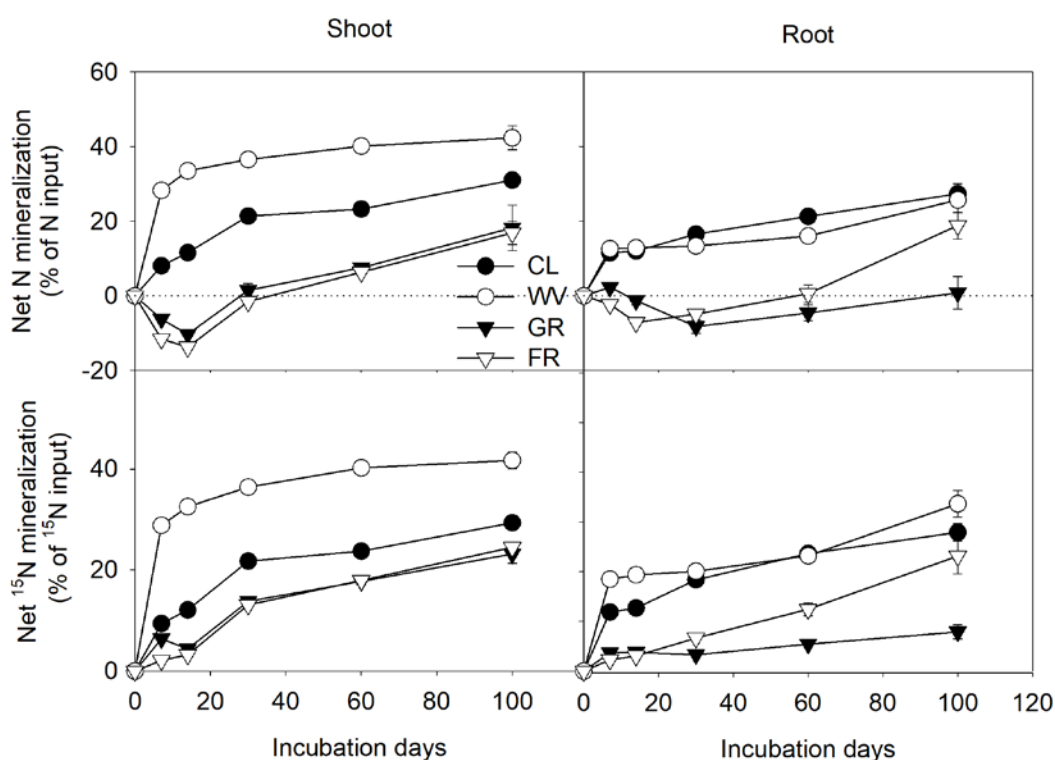 Shoot
Root
Net N mineralization
(% of N input)
60
40
20
0
-20
CL
WV
GR
FR
Net ¹⁵N mineralization
(% of ¹⁵N input)
40
20
0
0 20 40 60 80 100
0 20 40 60 80 100 120
Incubation days
Incubation days